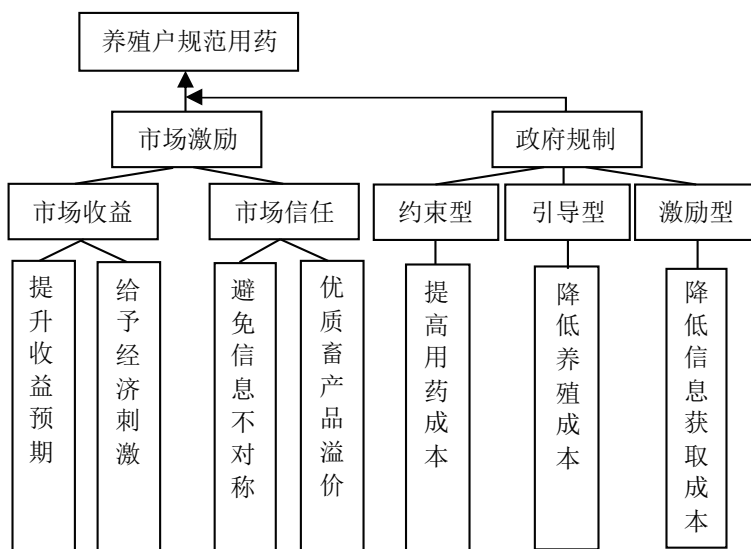 养殖户规范用药
市场激励
政府规制
市场收益
市场信任
约束型
引导型
激励型
提升收益预期
给予经济刺激
避免信息不对称
优质畜产品溢价
提高用药成本
降低养殖成本
降低信息获取成本